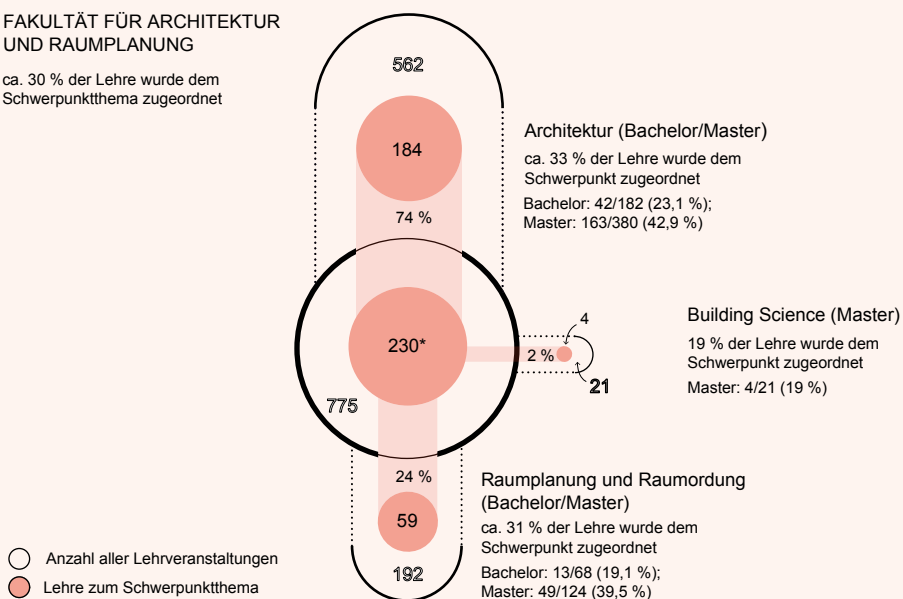 FAKULTÄT FÜR ARCHITEKTUR
UND RAUMPLANUNG
ca. 30 % der Lehre wurde dem
Schwerpunktthema zugeordnet
562
184
74 %
Architektur (Bachelor/Master)
ca. 33 % der Lehre wurde dem
Schwerpunkt zugeordnet
Bachelor: 42/182 (23,1 %);
Master: 163/380 (42,9 %)
230*
775
4
2 %
21
Building Science (Master)
19 % der Lehre wurde dem
Schwerpunkt zugeordnet
Master: 4/21 (19 %)
24 %
59
192
Raumplanung und Raumordung
(Bachelor/Master)
ca. 31 % der Lehre wurde dem
Schwerpunkt zugeordnet
Bachelor: 13/68 (19,1 %);
Master: 49/124 (39,5 %)
Anzahl aller Lehrveranstaltungen
Lehre zum Schwerpunktthema